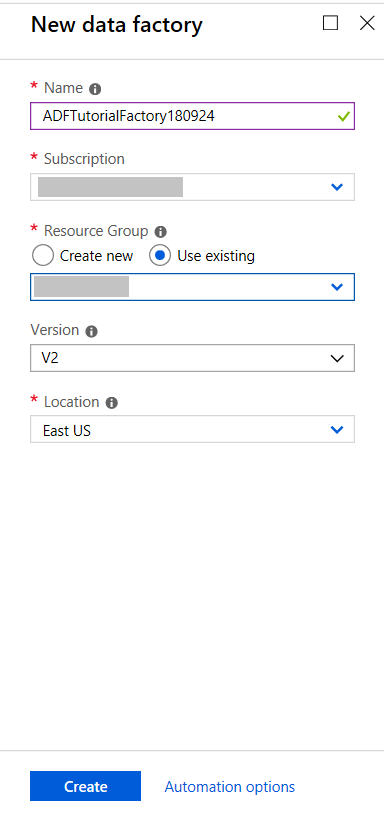 New data factory
* Name
ADFTutorialFactory180924
* Subscription
* Resource Group
Create new Use existing
Version
V2
* Location
East US
Create Automation options